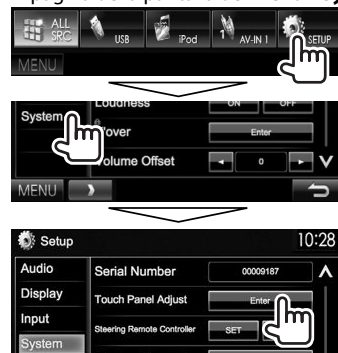 ALL SRC
USB
iPod
1 AV-IN 1
SETUP
MENU
Loudness ON OFF
System
Enter
Volume Offset 0
MENU
Setup 10:28
Audio
Serial Number 00009187
Display
Touch Panel Adjust Enter
Input
Steering Remote Controller SET
System